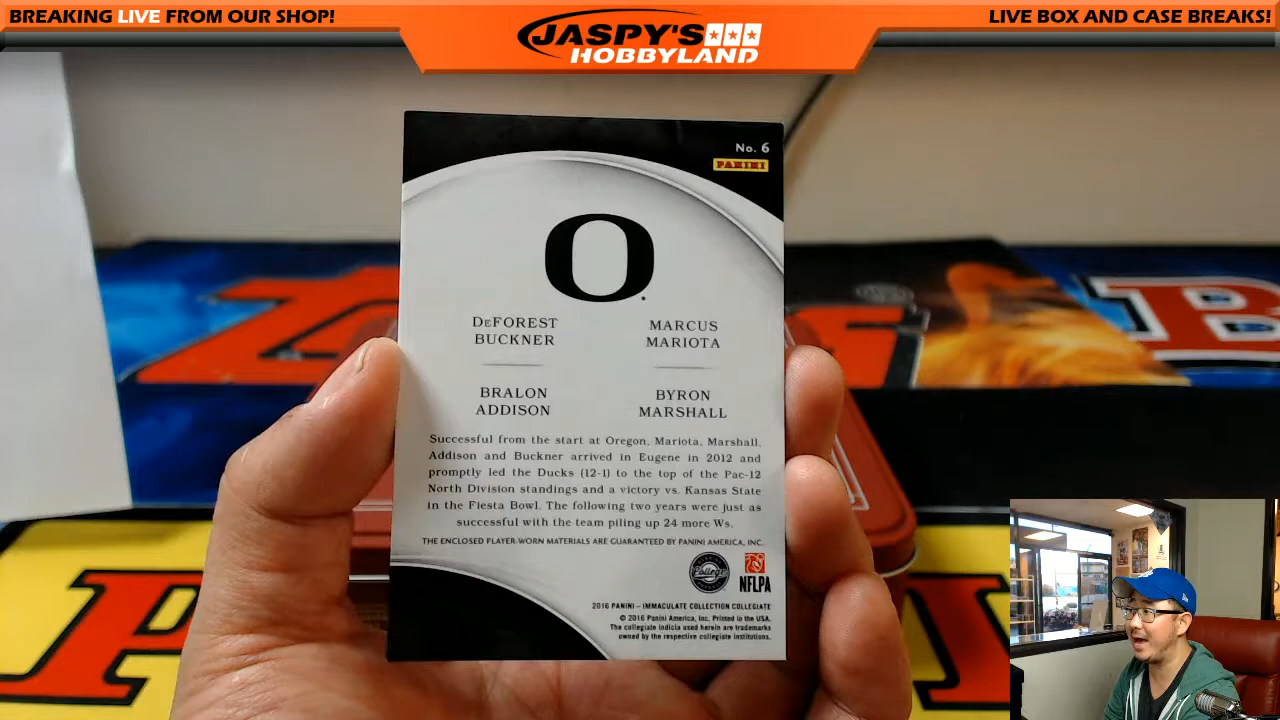 BREAKING LIVE FROM OUR SHOP!
JASPY'S
HOBBYLAND
LIVE BOX AND CASE BREAKS!
No. 6
PANINI
O
DeFOREST
BUCKNER
MARCUS
MARIOTA
BRALON
ADDISON
BYRON
MARSHALL
Successful from the start at Oregon, Mariota, Marshall,
Addison and Buckner arrived in Eugene in 2012 and
promptly led the Ducks (12-1) to the top of the Pac-12
North Division standings and a victory vs. Kansas State
in the Fiesta Bowl. The following two years were just as
successful with the team piling up 24 more Ws.
THE ENCLOSED PLAYER-WORN MATERIALS ARE GUARANTEED BY PANINI AMERICA, INC.
College
NFLPA
2016 PANINI – IMMACULATE COLLECTION COLLEGIATE
© 2016 Panini America, Inc. Printed in the USA.
The collegiate indicia used herein are trademarks
owned by the respective collegiate institutions.